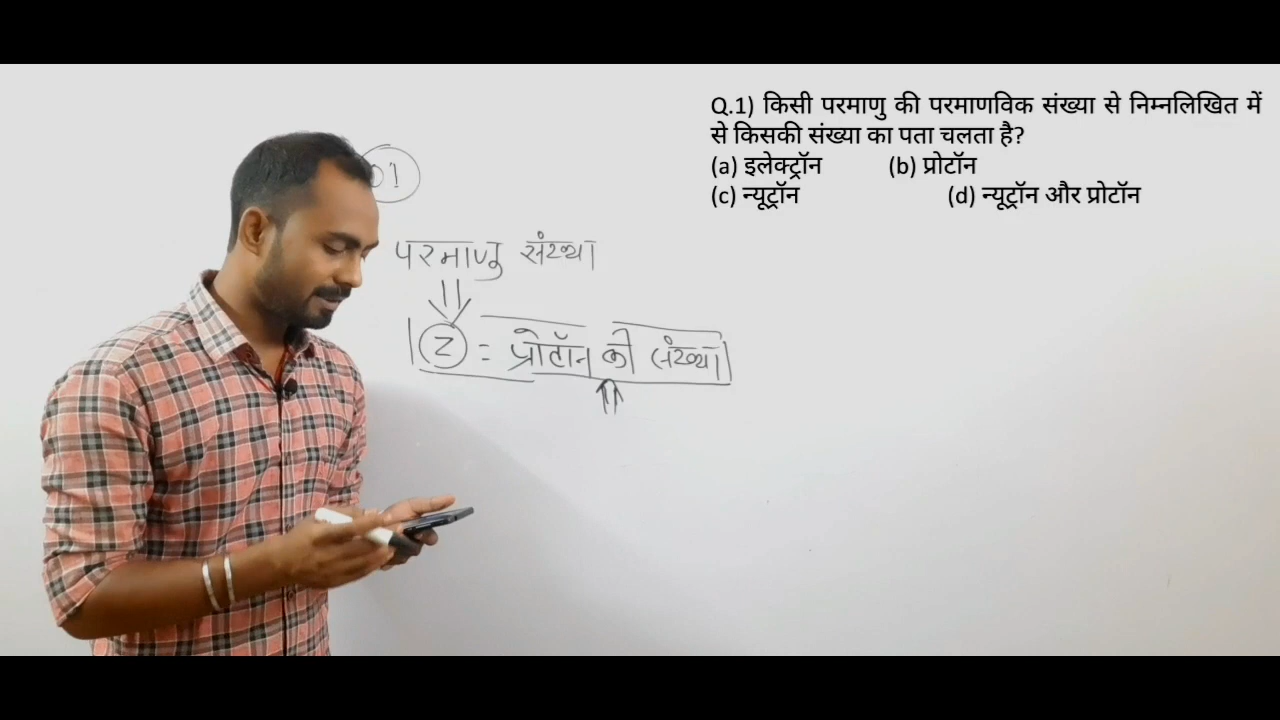 Q.1) किसी परमाणु की परमाणविक संख्या से निम्नलिखित में
से किसकी संख्या का पता चलता है?
(a) इलेक्ट्रॉन (b) प्रोटॉन
(c) न्यूट्रॉन (d) न्यूट्रॉन और प्रोटॉन
01
परमाणु संख्या
Z = प्रोटॉन की संख्या